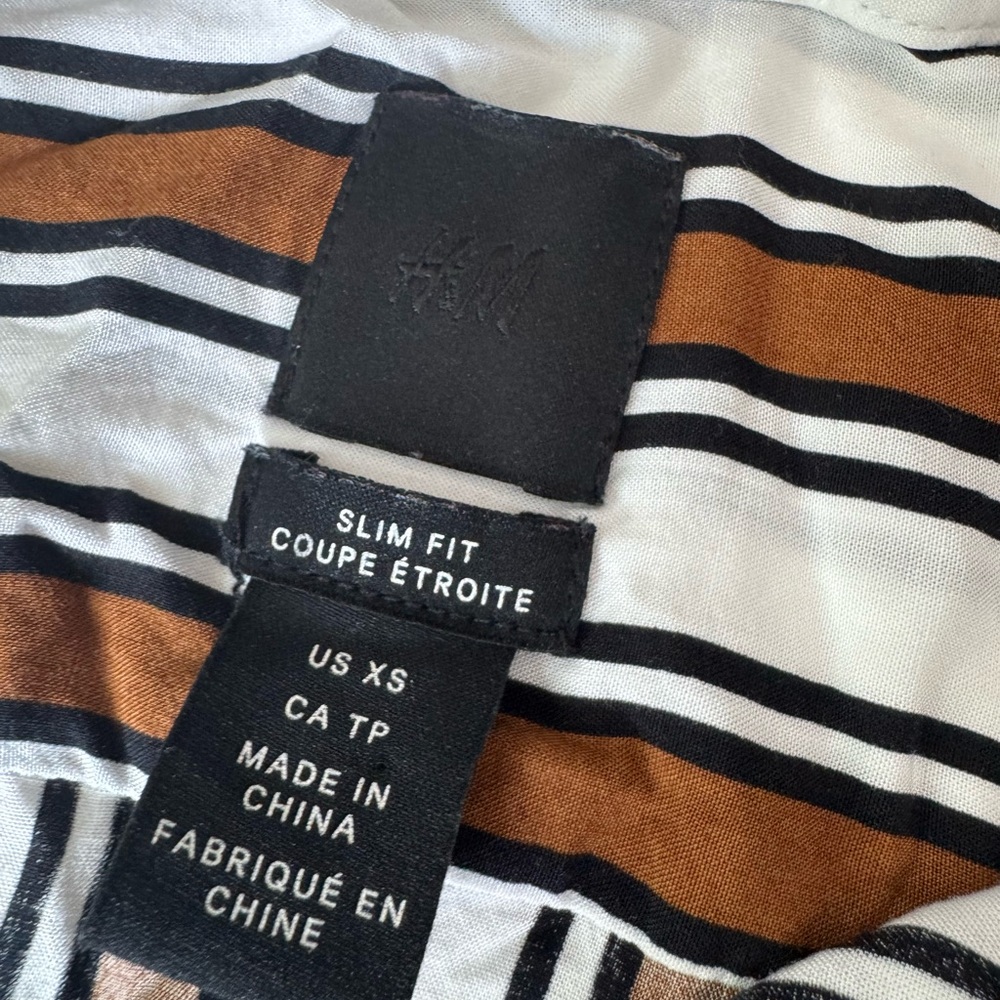 H&M
SLIM FIT
COUPE ÉTROITE
US XS
CA TP
MADE IN
CHINA
FABRIQUÉ EN
CHINE